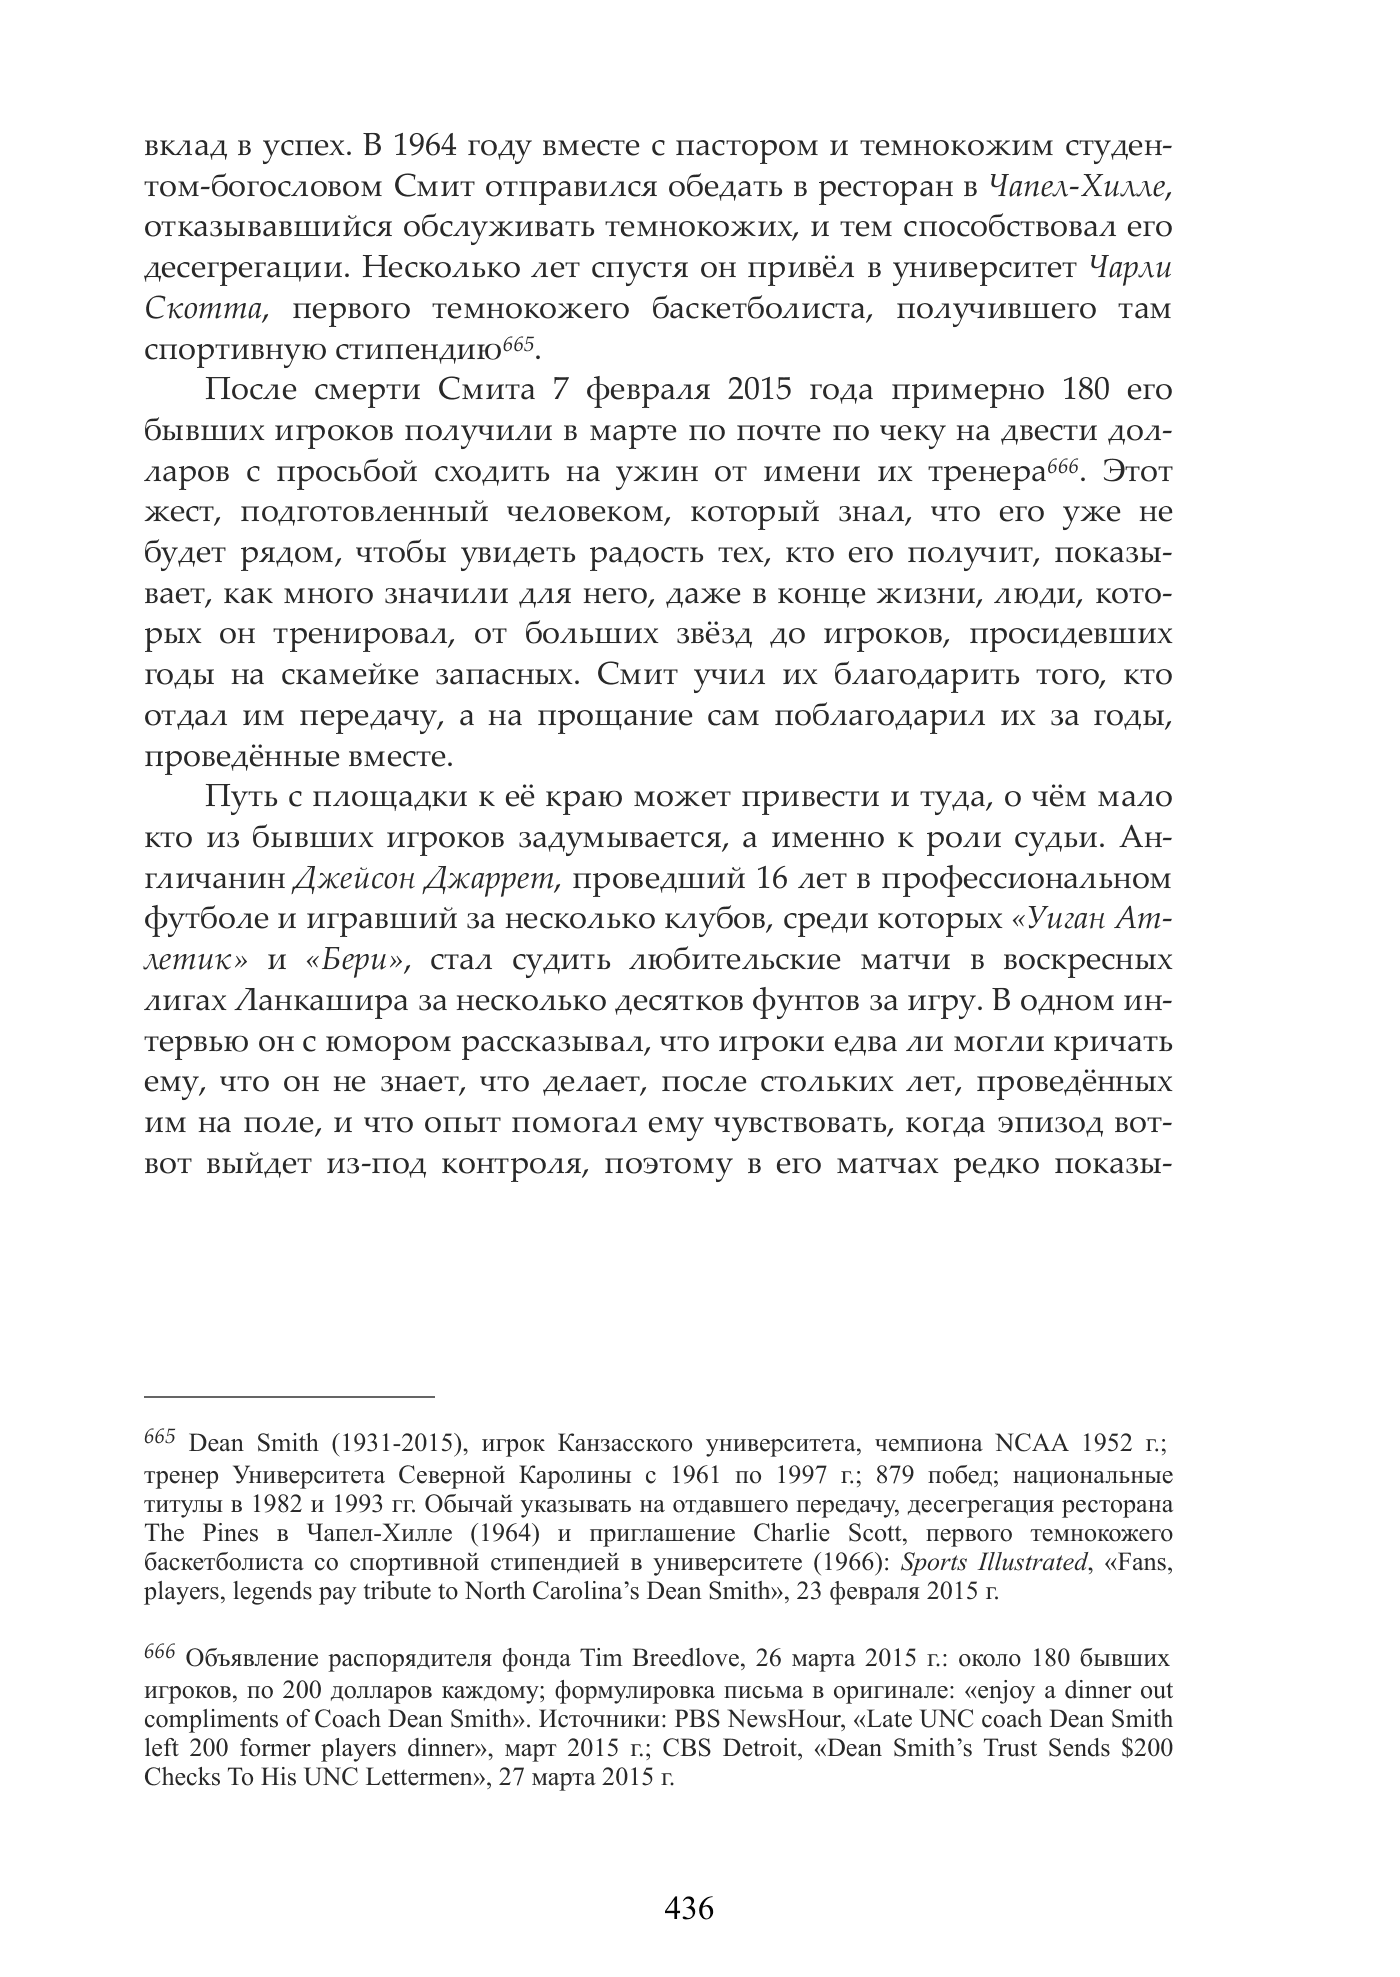 вклад в успех. В 1964 году вместе с пастором и темнокожим студен-
том-богословом Смит отправился обедать в ресторан в Чапел-Хилле,
отказывавшийся обслуживать темнокожих, и тем способствовал его
десегрегации. Несколько лет спустя он привёл в университет Чарли
Скотта, первого темнокожего баскетболиста, получившего там
спортивную стипендию665.
После смерти Смита 7 февраля 2015 года примерно 180 его
бывших игроков получили в марте по почте по чеку на двести дол-
ларов с просьбой сходить на ужин от имени их тренера666. Этот
жест, подготовленный человеком, который знал, что его уже не
будет рядом, чтобы увидеть радость тех, кто его получит, показы-
вает, как много значили для него, даже в конце жизни, люди, кото-
рых он тренировал, от больших звёзд до игроков, просидевших
годы на скамейке запасных. Смит учил их благодарить того, кто
отдал им передачу, а на прощание сам поблагодарил их за годы,
проведённые вместе.
Путь с площадки к её краю может привести и туда, о чём мало
кто из бывших игроков задумывается, а именно к роли судьи. Ан-
гличанин Джейсон Джаррет, проведший 16 лет в профессиональном
футболе и игравший за несколько клубов, среди которых «Уиган Ат-
летик» и «Бери», стал судить любительские матчи в воскресных
лигах Ланкашира за несколько десятков фунтов за игру. В одном ин-
тервью он с юмором рассказывал, что игроки едва ли могли кричать
ему, что он не знает, что делает, после стольких лет, проведённых
им на поле, и что опыт помогал ему чувствовать, когда эпизод вот-
вот выйдет из-под контроля, поэтому в его матчах редко показы-
665 Dean Smith (1931-2015), игрок Канзасского университета, чемпиона NCAA 1952 г.;
тренер Университета Северной Каролины с 1961 по 1997 г.; 879 побед; национальные
титулы в 1982 и 1993 гг. Обычай указывать на отдавшего передачу, десегрегация ресторана
The Pines в Чапел-Хилле (1964) и приглашение Charlie Scott, первого темнокожего
баскетболиста со спортивной стипендией в университете (1966): Sports Illustrated, «Fans,
players, legends pay tribute to North Carolina’s Dean Smith», 23 февраля 2015 г.
666 Объявление распорядителя фонда Tim Breedlove, 26 марта 2015 г.: около 180 бывших
игроков, по 200 долларов каждому; формулировка письма в оригинале: «enjoy a dinner out
compliments of Coach Dean Smith». Источники: PBS NewsHour, «Late UNC coach Dean Smith
left 200 former players dinner», март 2015 г.; CBS Detroit, «Dean Smith’s Trust Sends $200
Checks To His UNC Lettermen», 27 марта 2015 г.
436